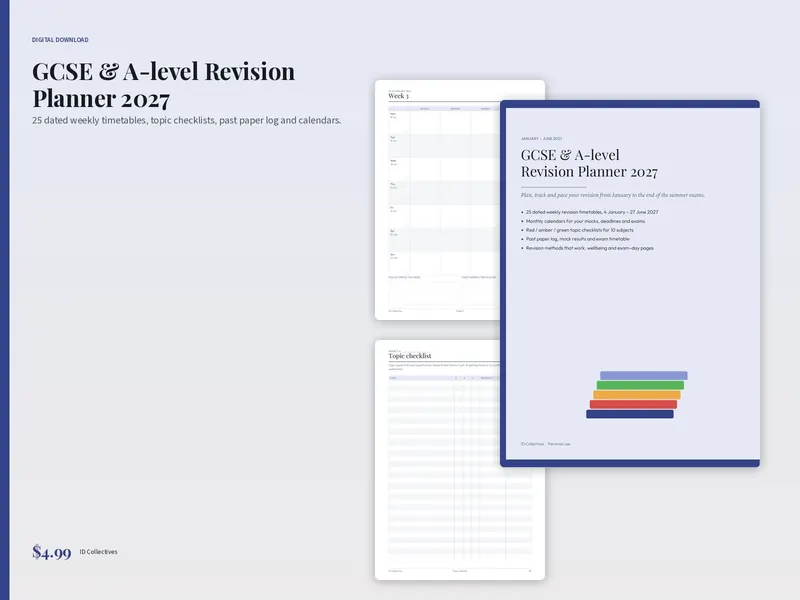 DIGITAL DOWNLOAD
GCSE & A-level Revision
Planner 2027
25 dated weekly timetables, topic checklists, past paper log and calendars.
$4.99
ID Collectives
Week 3
Topic checklist
JANUARY – JUNE 2027
GCSE & A-level
Revision Planner 2027
Plan, track and pace your revision from January to the end of the summer exams.
• 25 dated weekly revision timetables, 4 January – 27 June 2027
• Monthly calendars for your mocks, deadlines and exams
• Red / amber / green topic checklists for 10 subjects
• Past paper log, mock results and exam timetable
• Revision methods that work, wellbeing and exam-day pages
ID Collectives · Personal use